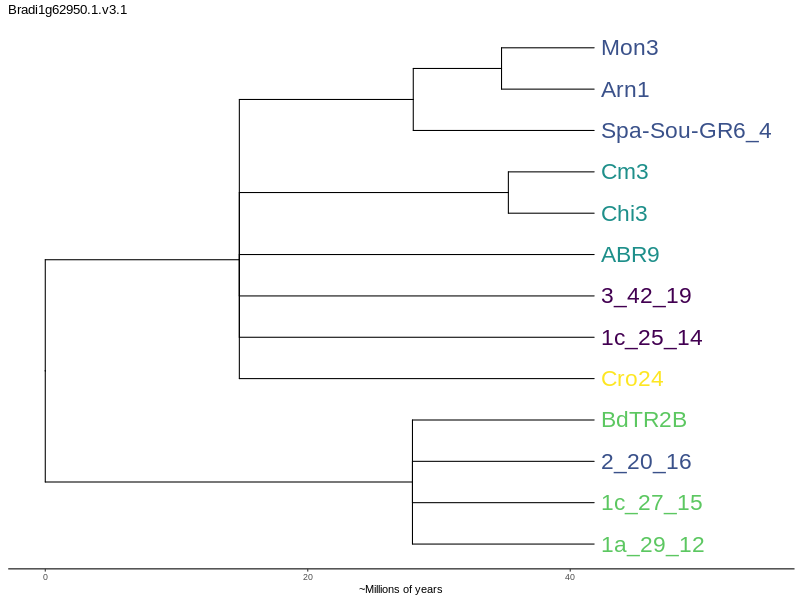 Bradi1g62950.1.v3.1
Mon3
Arn1
Spa-Sou-GR6_4
Cm3
Chi3
ABR9
3_42_19
1c_25_14
Cro24
BdTR2B
2_20_16
1c_27_15
1a_29_12
0 20 40
~Millions of years